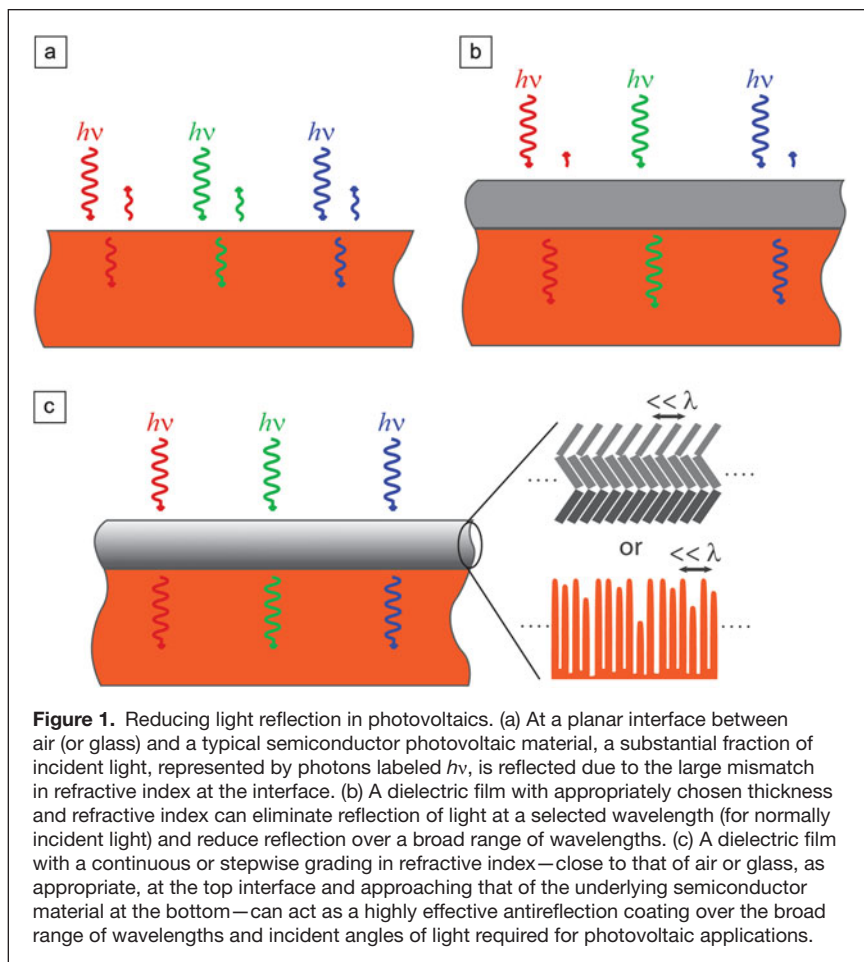 a
b
hν
hν
hν
hν
hν
hν
c
hν
hν
hν
<< λ
....
....
or
<< λ
....
....
Figure 1. Reducing light reflection in photovoltaics. (a) At a planar interface between
air (or glass) and a typical semiconductor photovoltaic material, a substantial fraction of
incident light, represented by photons labeled hν, is reflected due to the large mismatch
in refractive index at the interface. (b) A dielectric film with appropriately chosen thickness
and refractive index can eliminate reflection of light at a selected wavelength (for normally
incident light) and reduce reflection over a broad range of wavelengths. (c) A dielectric film
with a continuous or stepwise grading in refractive index—close to that of air or glass, as
appropriate, at the top interface and approaching that of the underlying semiconductor
material at the bottom—can act as a highly effective antireflection coating over the broad
range of wavelengths and incident angles of light required for photovoltaic applications.